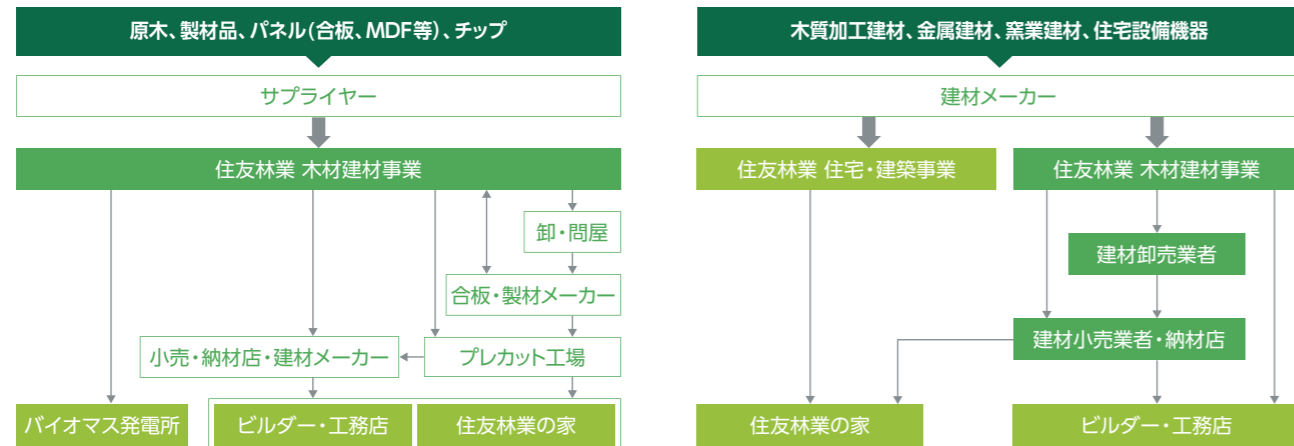 原木、製材品、パネル(合板、MDF等)、チップ
サプライヤー
住友林業 木材建材事業
卸・問屋
合板・製材メーカー
小売・納材店・建材メーカー
プレカット工場
バイオマス発電所
ビルダー・工務店
住友林業の家
木質加工建材、金属建材、窯業建材、住宅設備機器
建材メーカー
住友林業 住宅・建築事業
住友林業 木材建材事業
建材卸売業者
建材小売業者・納材店
住友林業の家
ビルダー・工務店